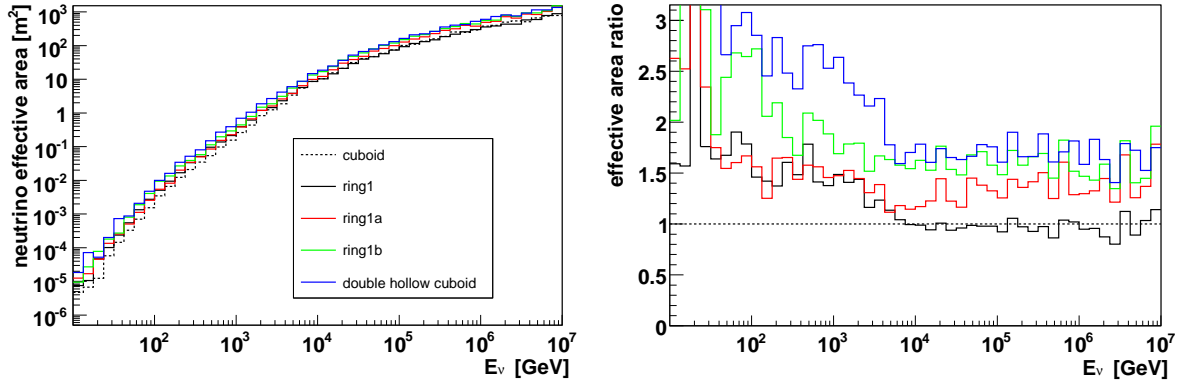 neutrino effective area [m²]
10³
10²
10
1
10⁻¹
10⁻²
10⁻³
10⁻⁴
10⁻⁵
10⁻⁶
cuboid
ring1
ring1a
ring1b
double hollow cuboid
10² 10³ 10⁴ 10⁵ 10⁶ 10⁷
E_ν [GeV]
effective area ratio
3
2.5
2
1.5
1
0.5
0
10² 10³ 10⁴ 10⁵ 10⁶ 10⁷
E_ν [GeV]